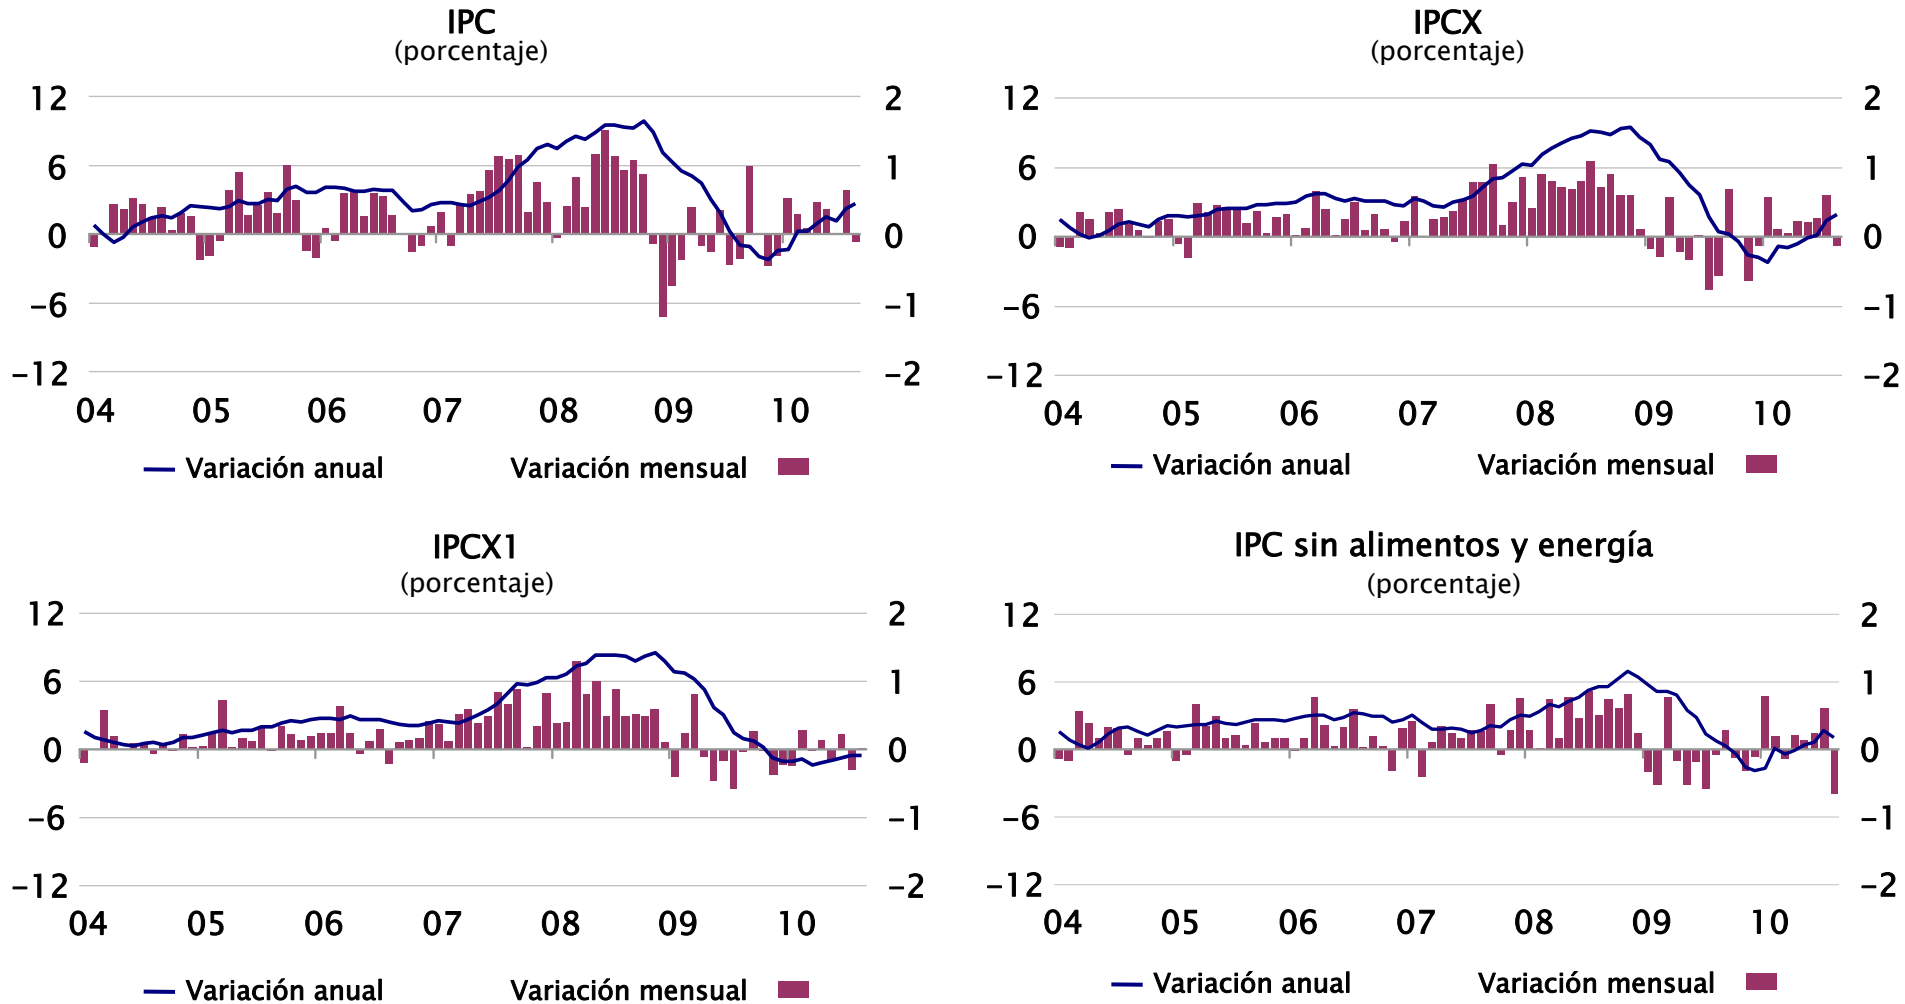 IPC
(porcentaje)
12 2
6 1
0 0
−6 −1
−12 −2
04 05 06 07 08 09 10
Variación anual Variación mensual
IPCX
(porcentaje)
12 2
6 1
0 0
−6 −1
−12 −2
04 05 06 07 08 09 10
Variación anual Variación mensual
IPCX1
(porcentaje)
12 2
6 1
0 0
−6 −1
−12 −2
04 05 06 07 08 09 10
Variación anual Variación mensual
IPC sin alimentos y energía
(porcentaje)
12 2
6 1
0 0
−6 −1
−12 −2
04 05 06 07 08 09 10
Variación anual Variación mensual